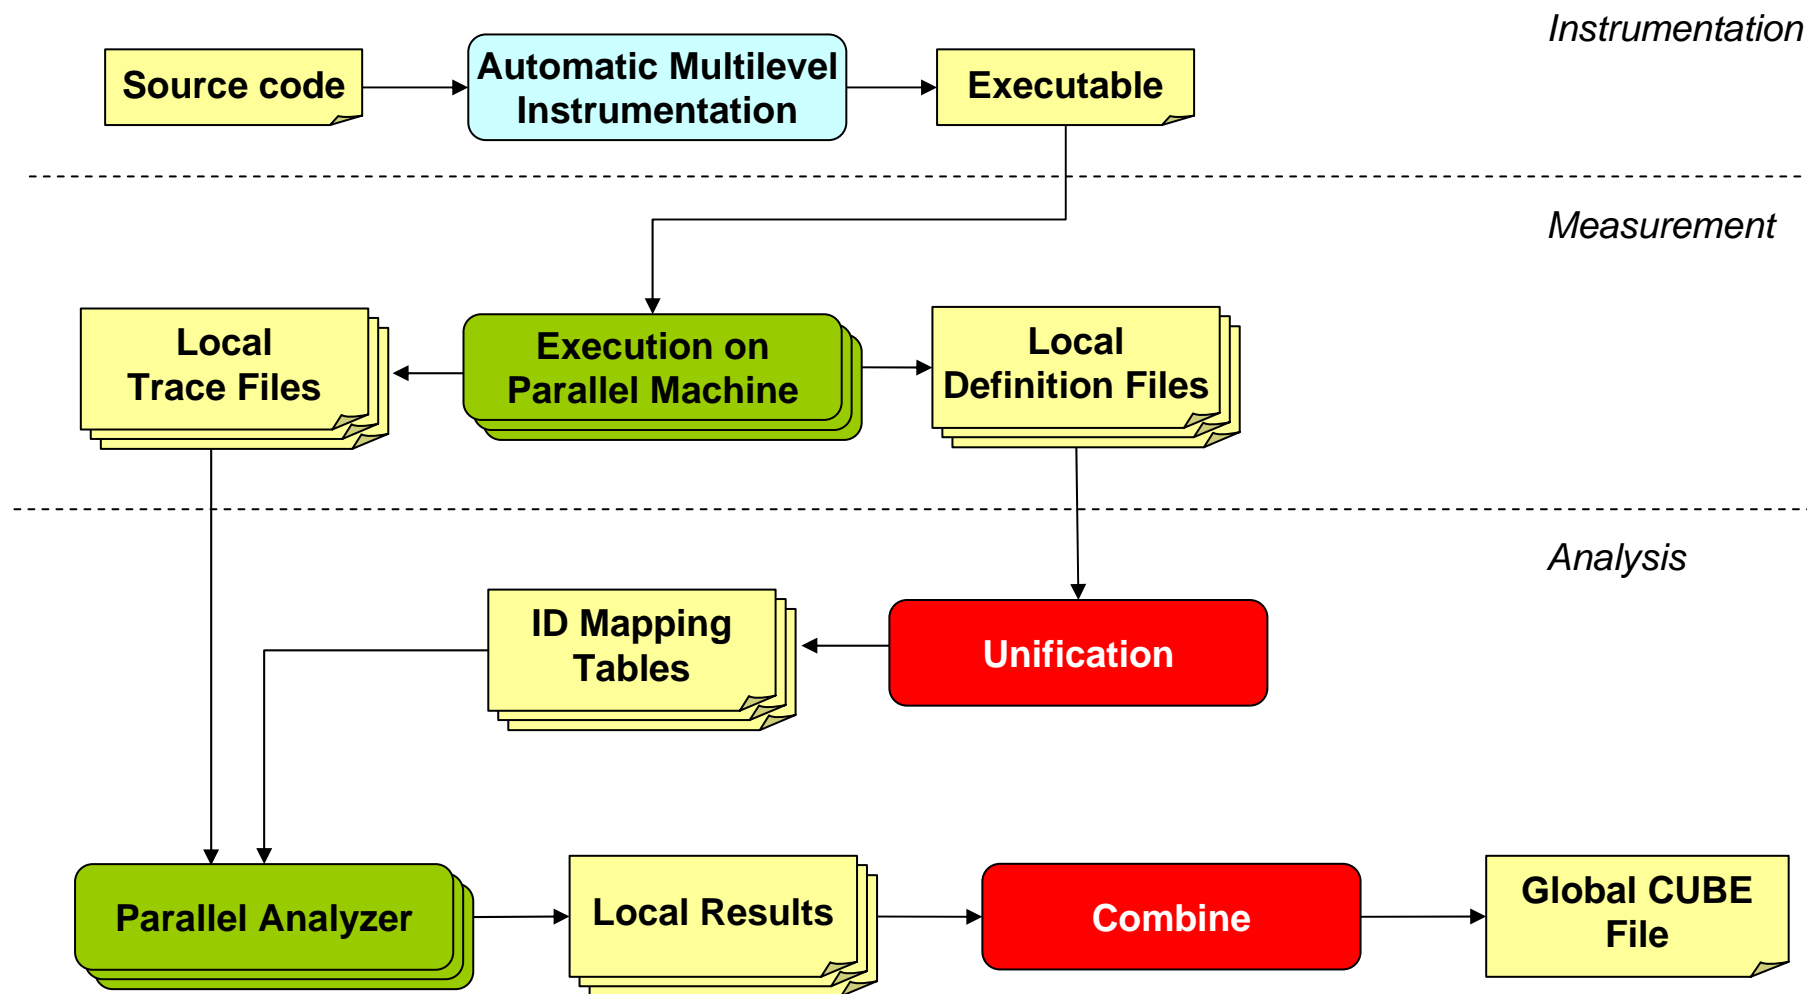 Instrumentation
Source code
Automatic Multilevel
Instrumentation
Executable
Measurement
Local
Trace Files
Execution on
Parallel Machine
Local
Definition Files
Analysis
ID Mapping
Tables
Unification
Parallel Analyzer
Local Results
Combine
Global CUBE
File